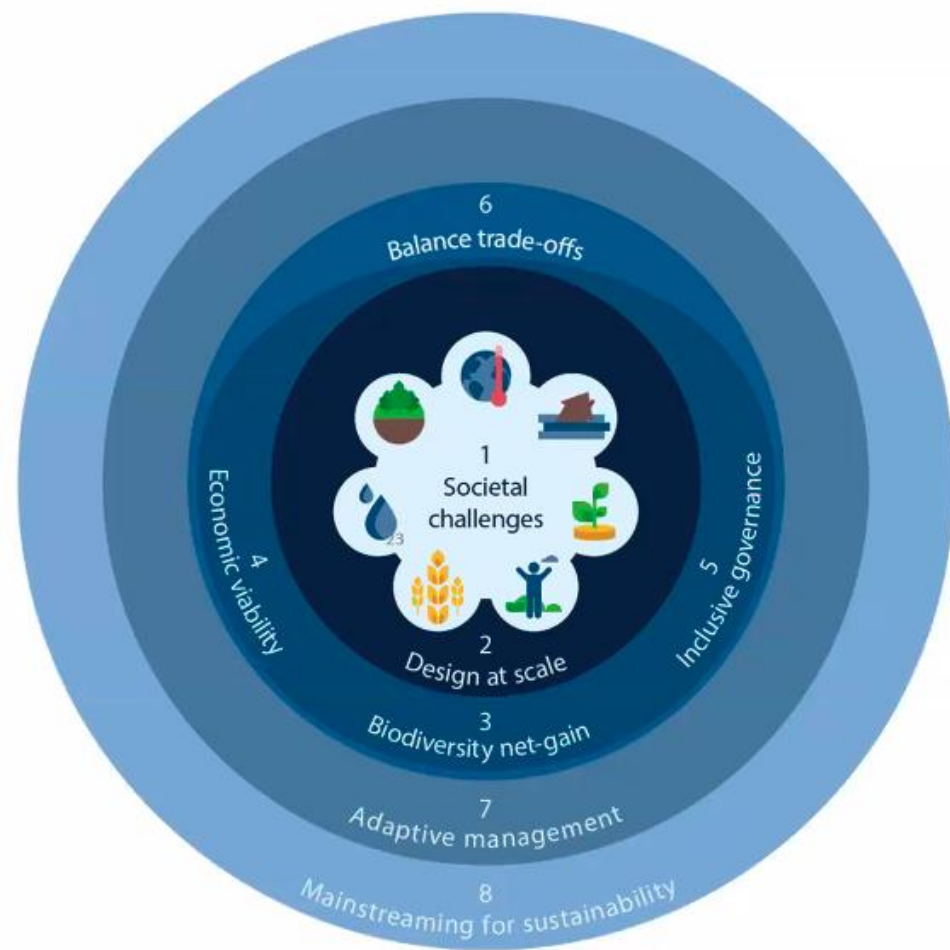 6
Balance trade-offs
1
Societal
challenges
23
4
Economic viability
5
Inclusive governance
2
Design at scale
3
Biodiversity net-gain
7
Adaptive management
8
Mainstreaming for sustainability